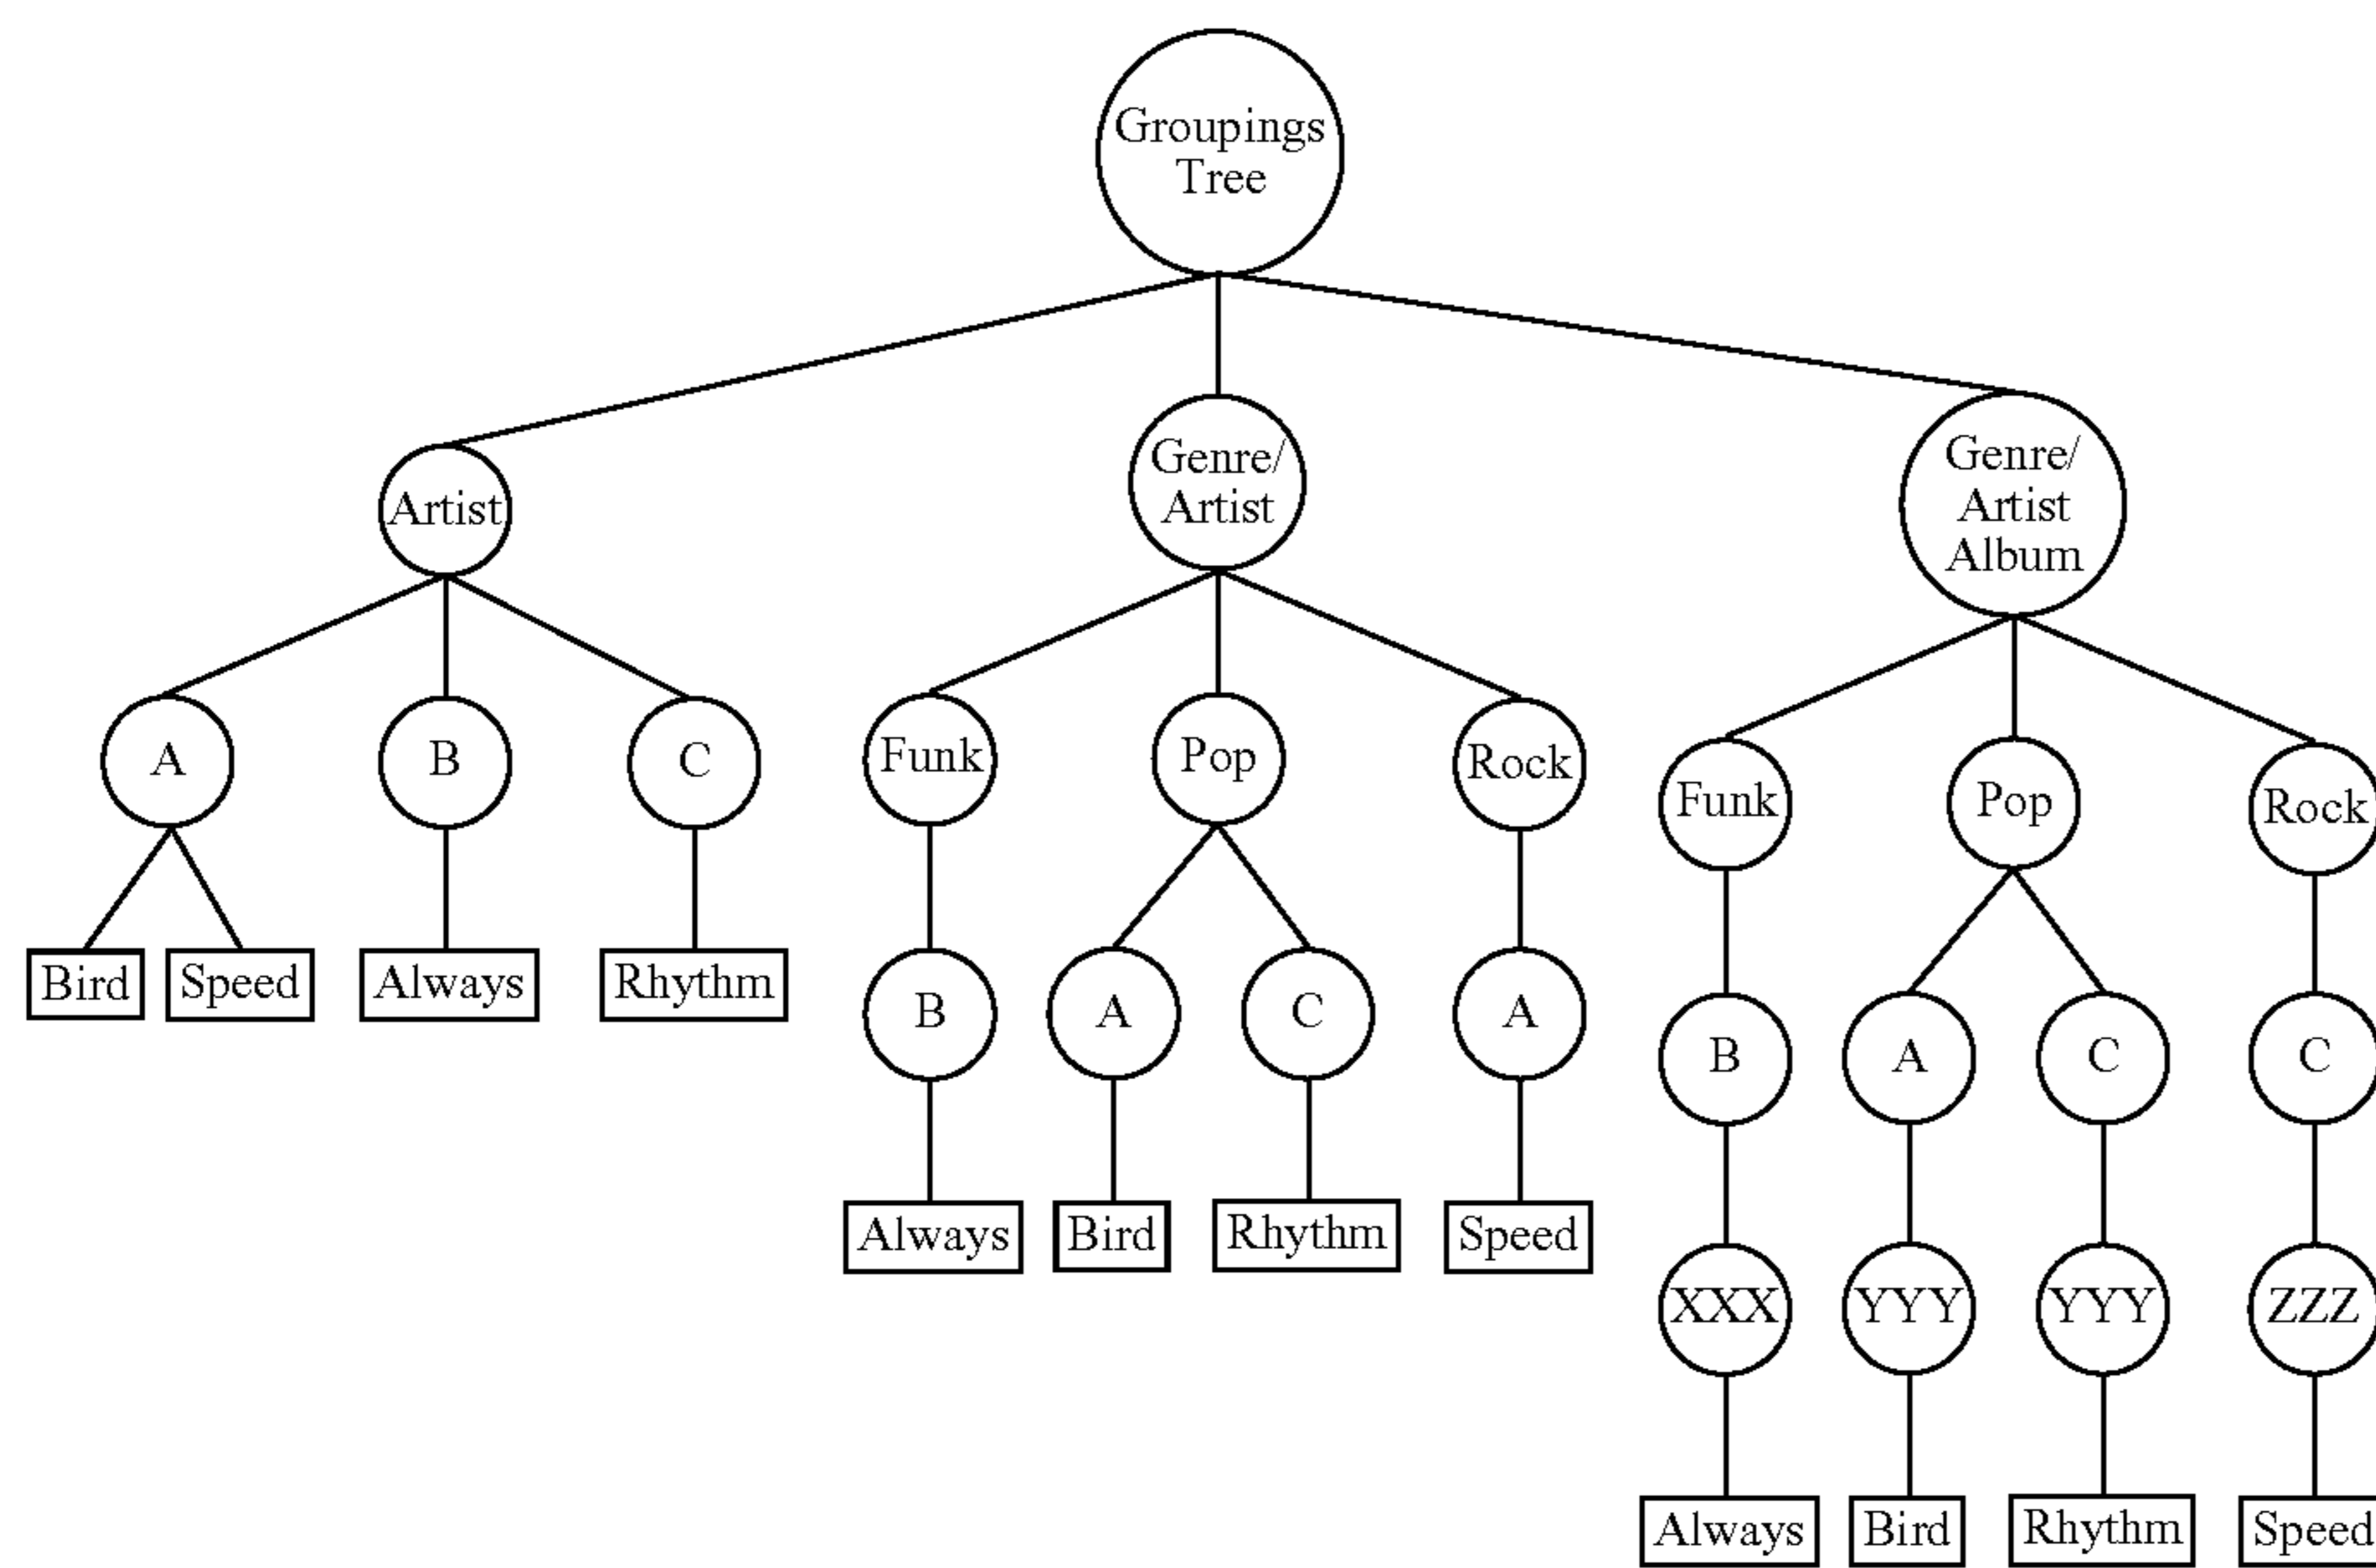 Groupings
Tree
Artist
Genre/
Artist
Genre/
Artist
Album
A
B
C
Funk
Pop
Rock
Funk
Pop
Rock
Bird
Speed
Always
Rhythm
B
A
C
A
B
A
C
C
Always
Bird
Rhythm
Speed
XXX
YYY
YYY
ZZZ
Always
Bird
Rhythm
Speed